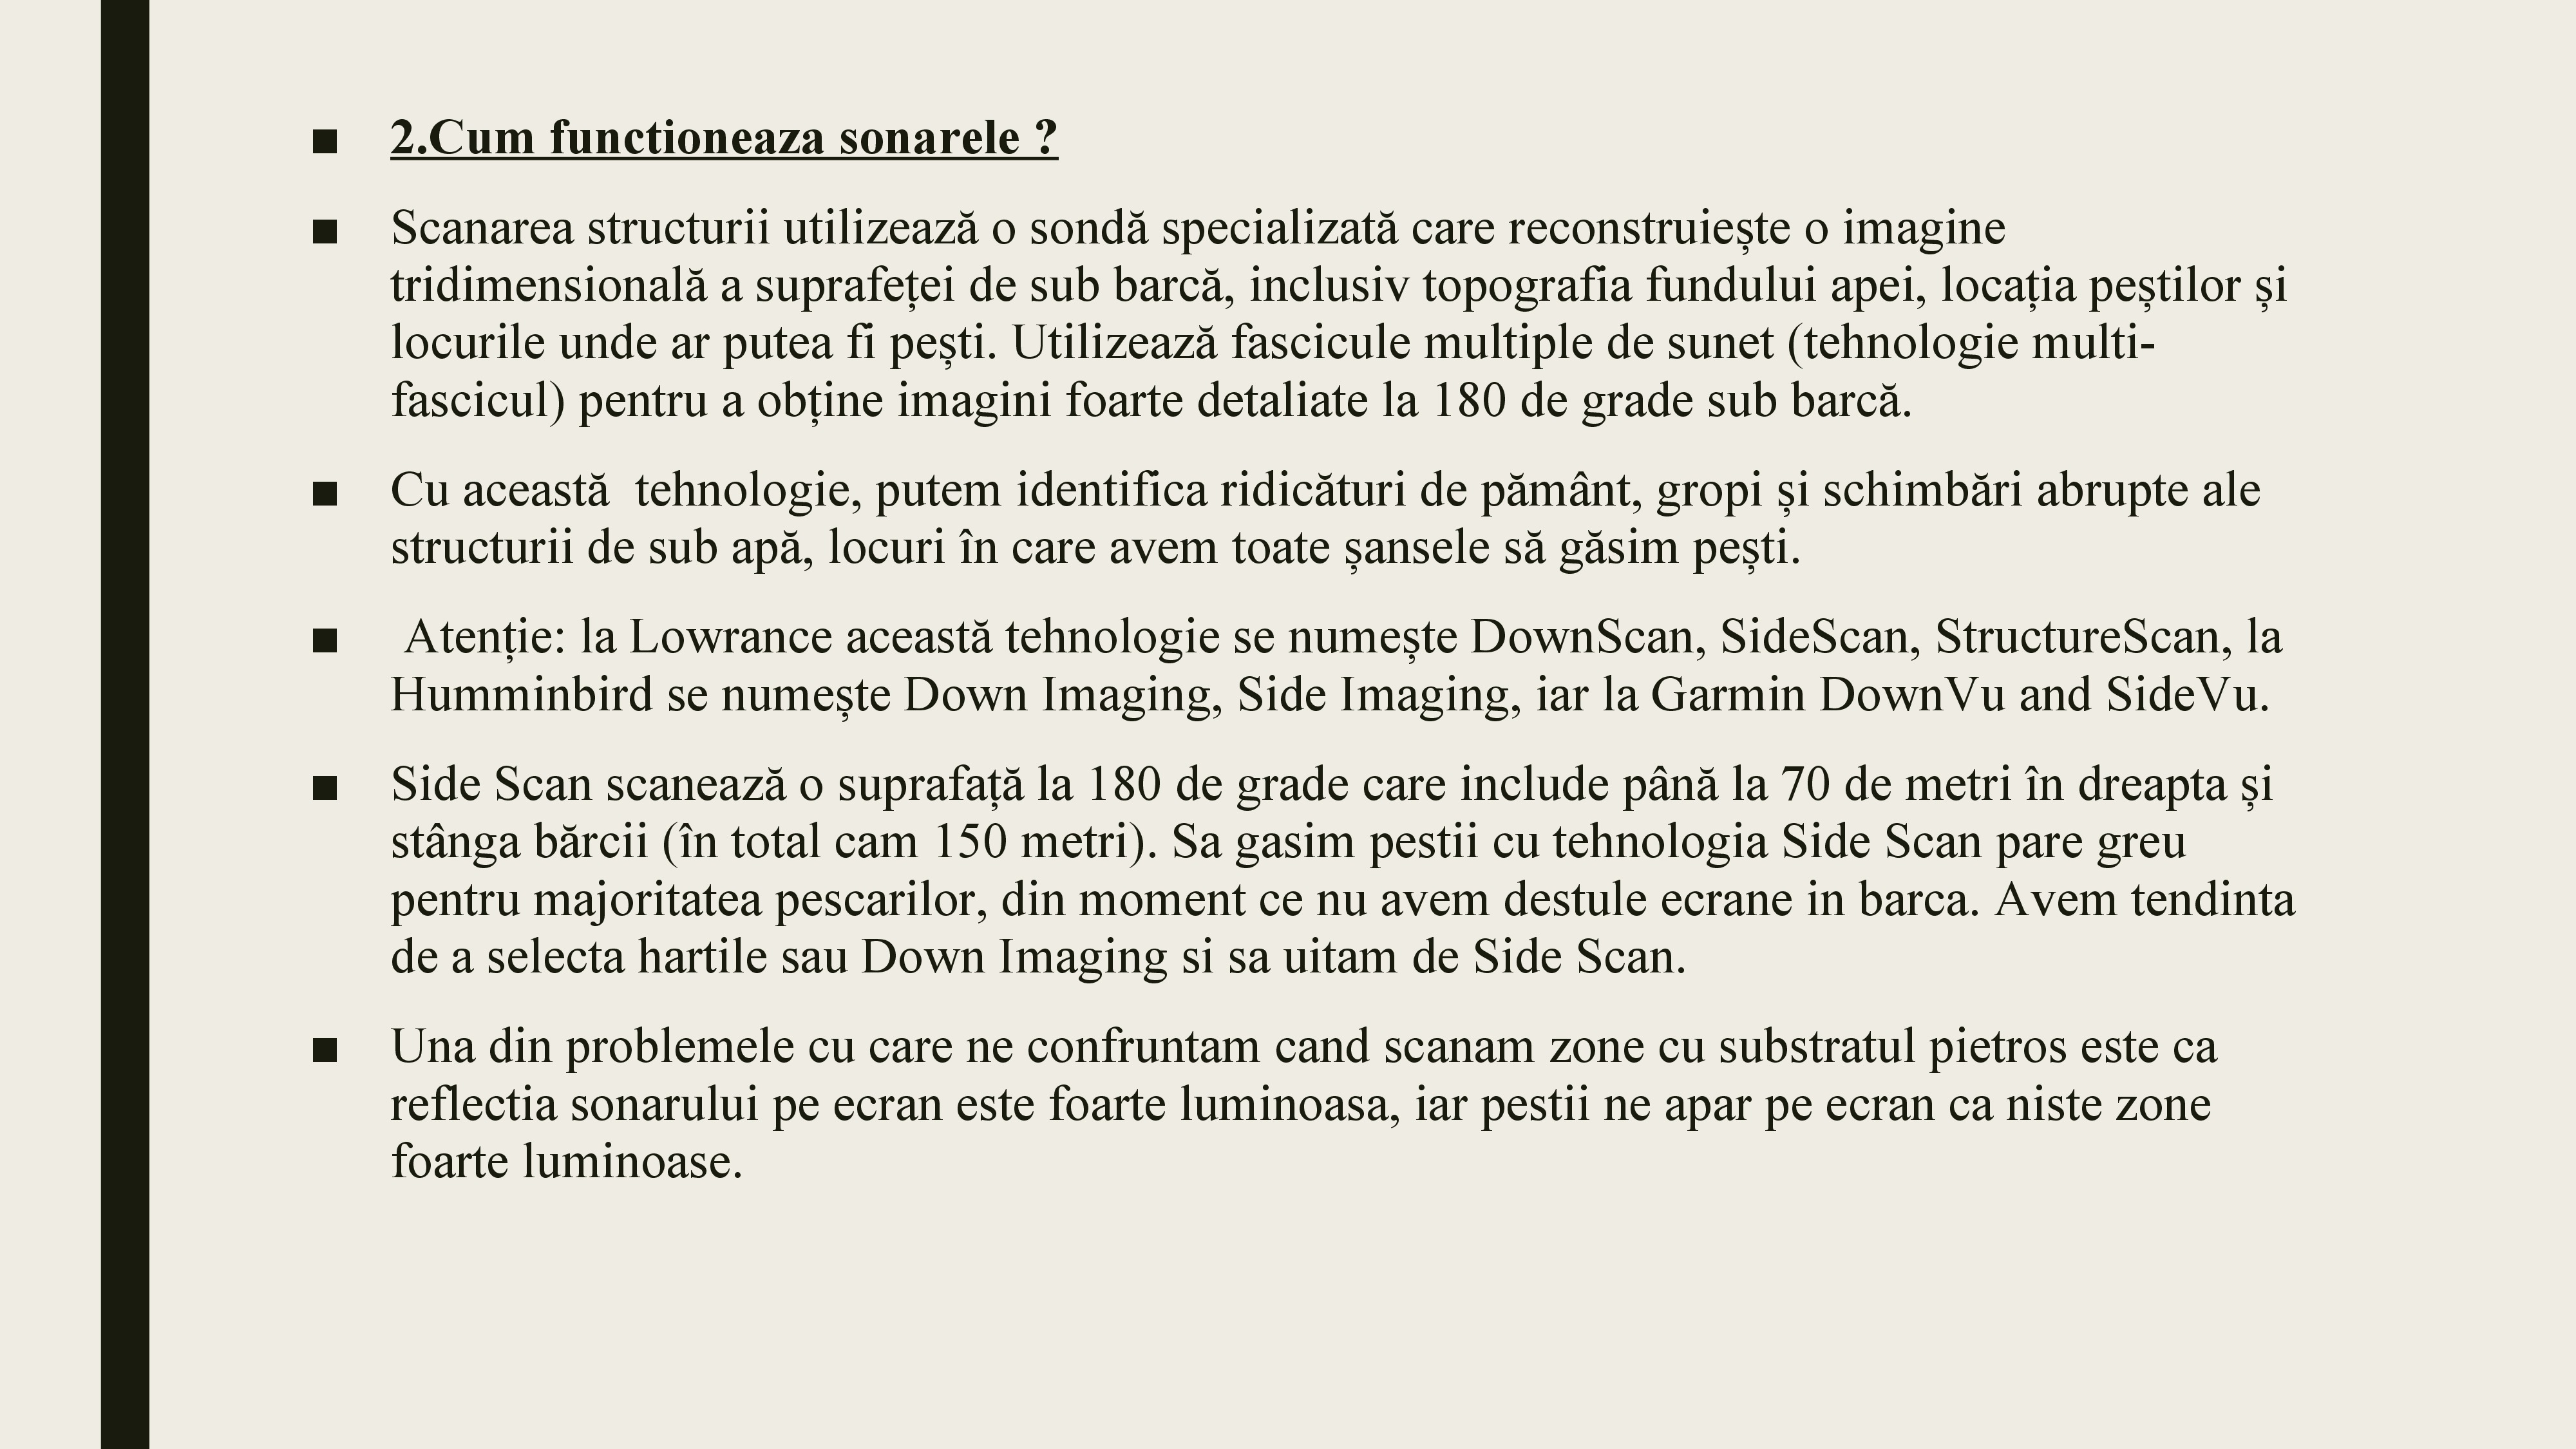 ■ 2.Cum functioneaza sonarele ?
■ Scanarea structurii utilizează o sondă specializată care reconstruiește o imagine
tridimensională a suprafeței de sub barcă, inclusiv topografia fundului apei, locația peștilor și
locurile unde ar putea fi pești. Utilizează fascicule multiple de sunet (tehnologie multi-
fascicul) pentru a obține imagini foarte detaliate la 180 de grade sub barcă.
■ Cu această  tehnologie, putem identifica ridicături de pământ, gropi și schimbări abrupte ale
structurii de sub apă, locuri în care avem toate șansele să găsim pești.
■ Atenție: la Lowrance această tehnologie se numește DownScan, SideScan, StructureScan, la
Humminbird se numește Down Imaging, Side Imaging, iar la Garmin DownVu and SideVu.
■ Side Scan scanează o suprafață la 180 de grade care include până la 70 de metri în dreapta și
stânga bărcii (în total cam 150 metri). Sa gasim pestii cu tehnologia Side Scan pare greu
pentru majoritatea pescarilor, din moment ce nu avem destule ecrane in barca. Avem tendinta
de a selecta hartile sau Down Imaging si sa uitam de Side Scan.
■ Una din problemele cu care ne confruntam cand scanam zone cu substratul pietros este ca
reflectia sonarului pe ecran este foarte luminoasa, iar pestii ne apar pe ecran ca niste zone
foarte luminoase.